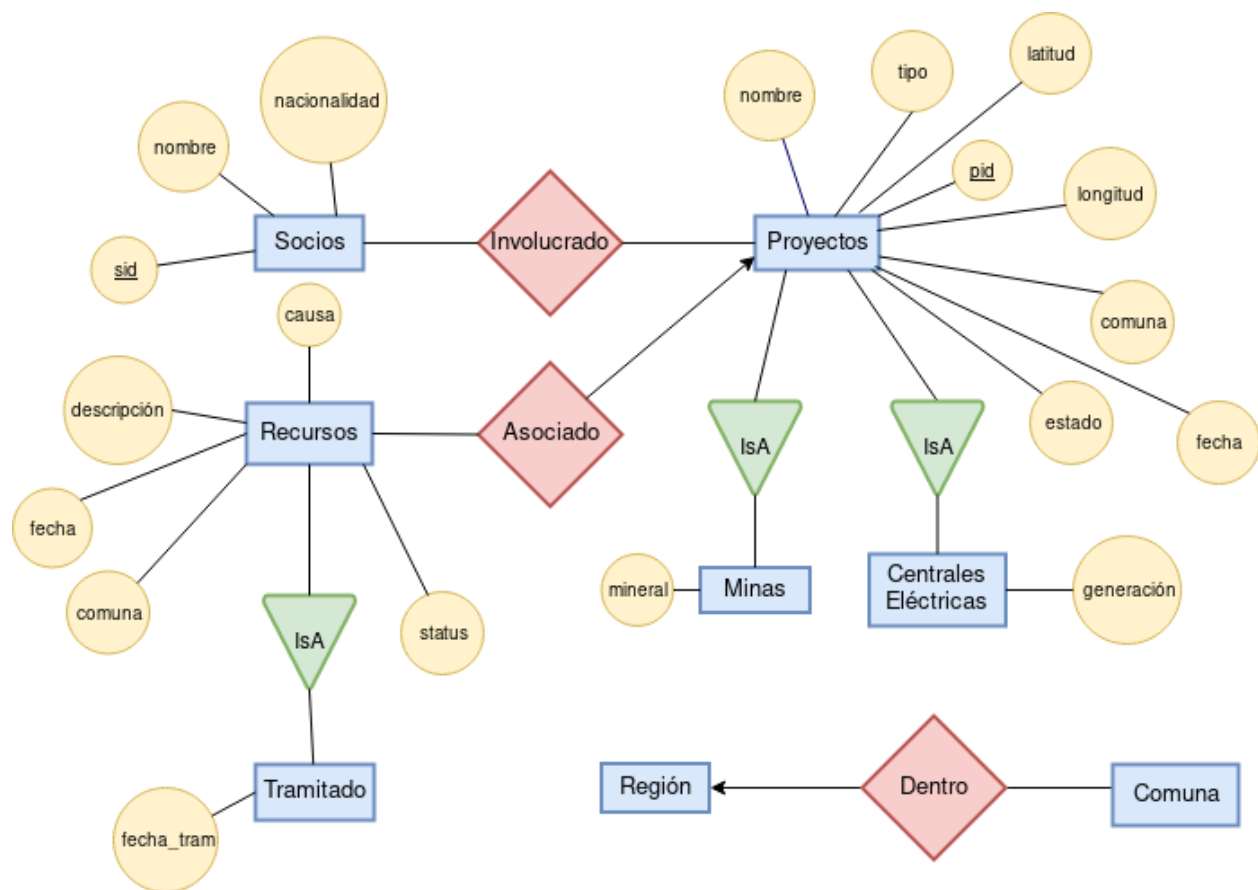 latitud
tipo
nombre
nacionalidad
nombre
pid
longitud
Socios
Involucrado
Proyectos
sid
causa
comuna
descripción
Recursos
Asociado
estado
fecha
IsA
IsA
fecha
mineral
Minas
Centrales
Eléctricas
generación
comuna
IsA
status
Región
Dentro
Comuna
Tramitado
fecha_tram